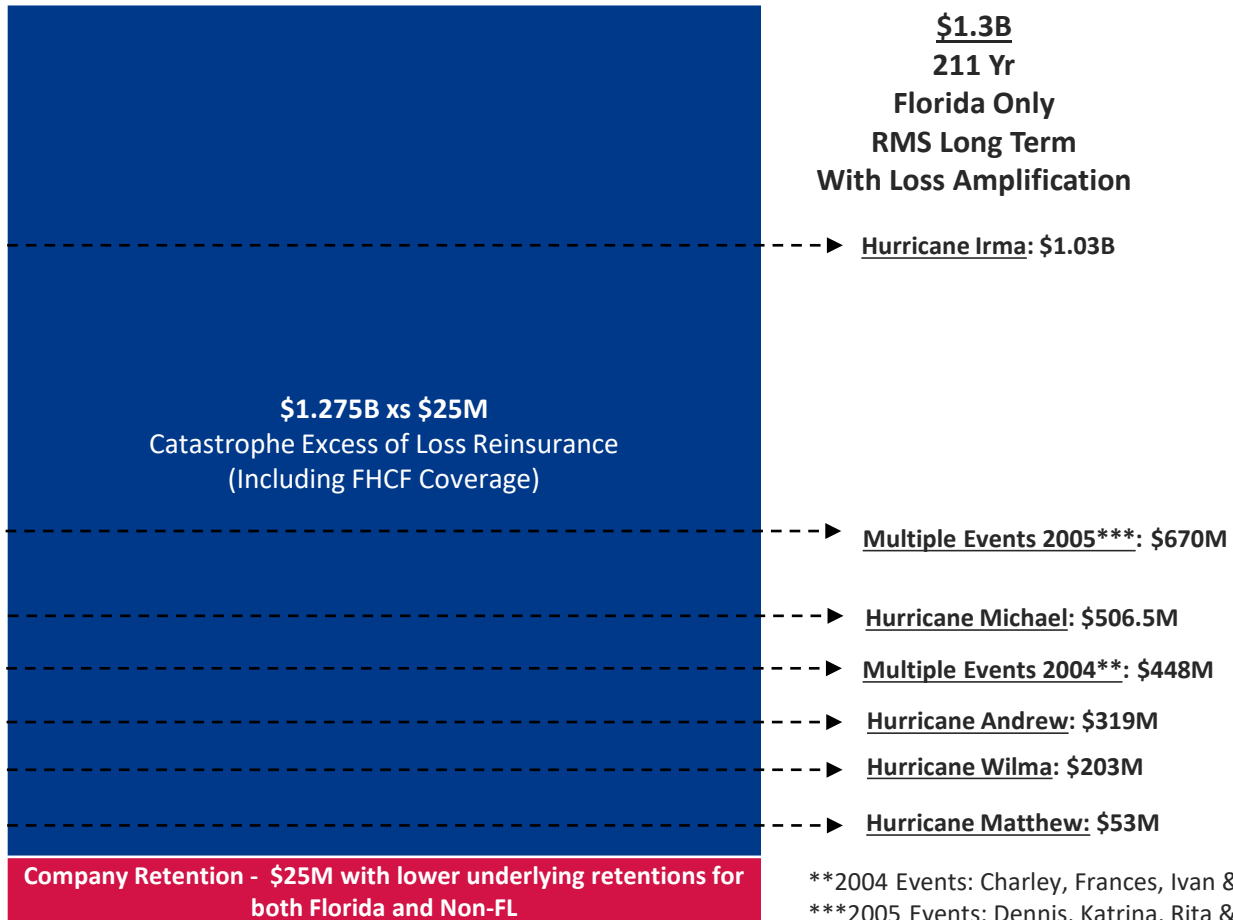 $1.3B
211 Yr
Florida Only
RMS Long Term
With Loss Amplification
Hurricane Irma: $1.03B
$1.275B xs $25M
Catastrophe Excess of Loss Reinsurance
(Including FHCF Coverage)
Multiple Events 2005***: $670M
Hurricane Michael: $506.5M
Multiple Events 2004**: $448M
Hurricane Andrew: $319M
Hurricane Wilma: $203M
Hurricane Matthew: $53M
Company Retention - $25M with lower underlying retentions for
both Florida and Non-FL
**2004 Events: Charley, Frances, Ivan &
***2005 Events: Dennis, Katrina, Rita &